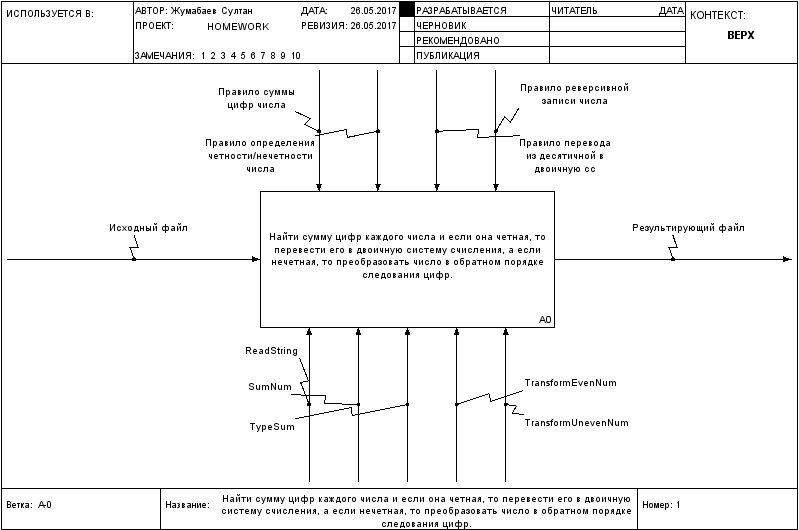 ИСПОЛЬЗУЕТСЯ В:
АВТОР: Жумабаев Султан
ДАТА: 26.05.2017
ПРОЕКТ: HOMEWORK
РЕВИЗИЯ: 26.05.2017
ЗАМЕЧАНИЯ: 1 2 3 4 5 6 7 8 9 10
РАЗРАБАТЫВАЕТСЯ
ЧЕРНОВИК
РЕКОМЕНДОВАНО
ПУБЛИКАЦИЯ
ЧИТАТЕЛЬ ДАТА
КОНТЕКСТ:
ВЕРХ
Правило суммы
цифр числа
Правило определения
четности/нечетности
числа
Правило реверсивной
записи числа
Правило перевода
из десятичной в
двоичную сс
Исходный файл
Найти сумму цифр каждого числа и если она четная, то
перевести его в двоичную систему счисления, а если
нечетная, то преобразовать число в обратном порядке
следования цифр.
A0
Результирующий файл
ReadString
SumNum
TypeSum
TransformEvenNum
TransformUnevenNum
Ветка: A-0
Название:
Найти сумму цифр каждого числа и если она четная, то перевести его в двоичную
систему счисления, а если нечетная, то преобразовать число в обратном порядке
следования цифр.
Номер: 1